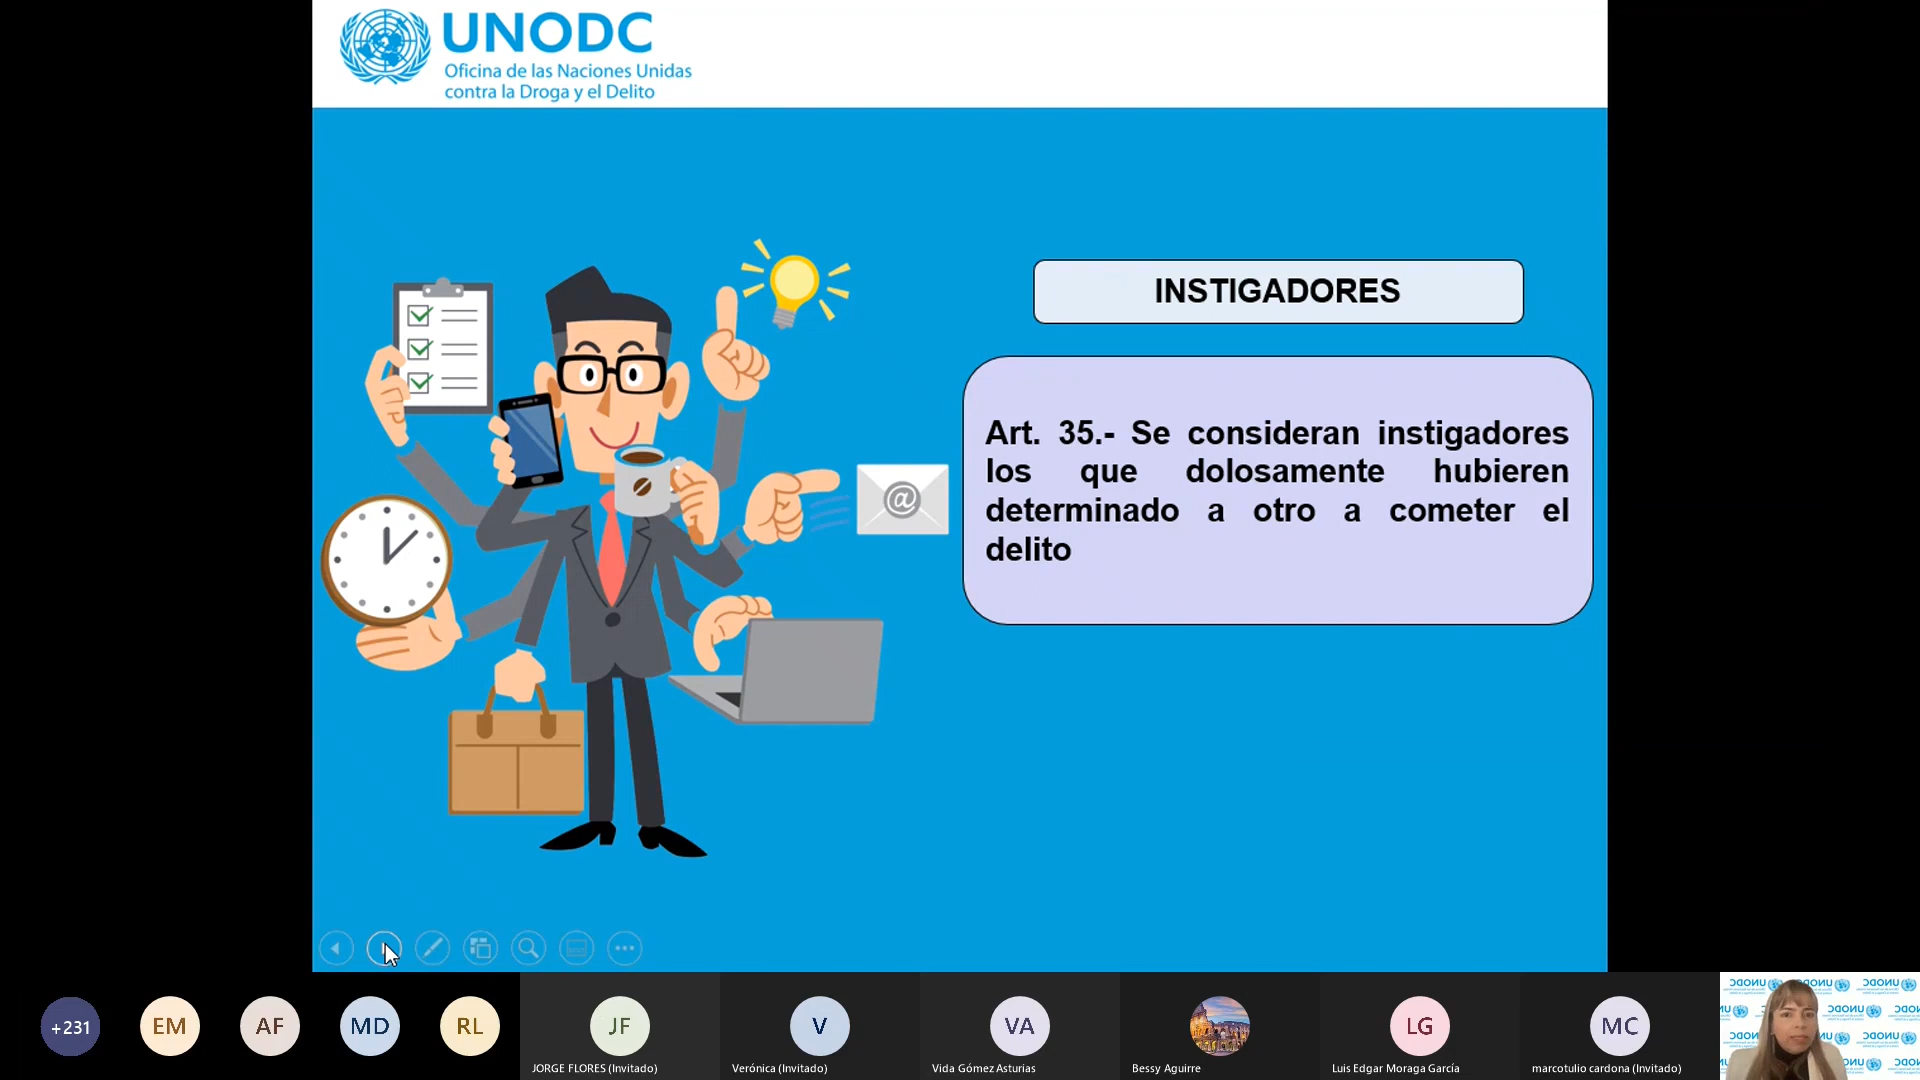 UNODC
Oficina de las Naciones Unidas
contra la Droga y el Delito
INSTIGADORES
Art. 35.- Se consideran instigadores
los que dolosamente hubieren
determinado a otro a cometer el
delito
@
+231
EM
AF
MD
RL
JF
V
VA
LG
MC
JORGE FLORES (Invitado)
Verónica (Invitado)
Vida Gómez Asturias
Bessy Aguirre
Luis Edgar Moraga García
marcotulio cardona (Invitado)